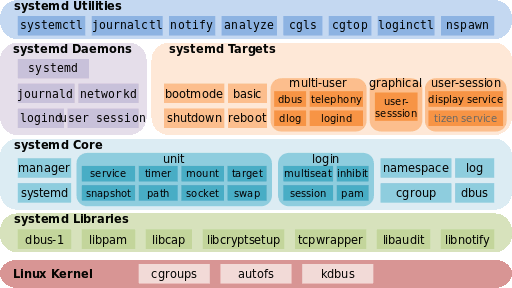 systemd Utilities
systemctl journalctl notify analyze cgls cgtop loginctl nspawn
systemd Daemons
systemd
journald networkd
logind user session
systemd Targets
bootmode basic
shutdown reboot
multi-user
dbus telephony
dlog logind
graphical
user-
sesssion
user-session
display service
tizen service
systemd Core
manager
systemd
unit
service timer mount target
snapshot path socket swap
login
multiseat inhibit
session pam
namespace log
cgroup dbus
systemd Libraries
dbus-1 libpam libcap libcryptsetup tcpwrapper libaudit libnotify
Linux Kernel cgroups autofs kdbus